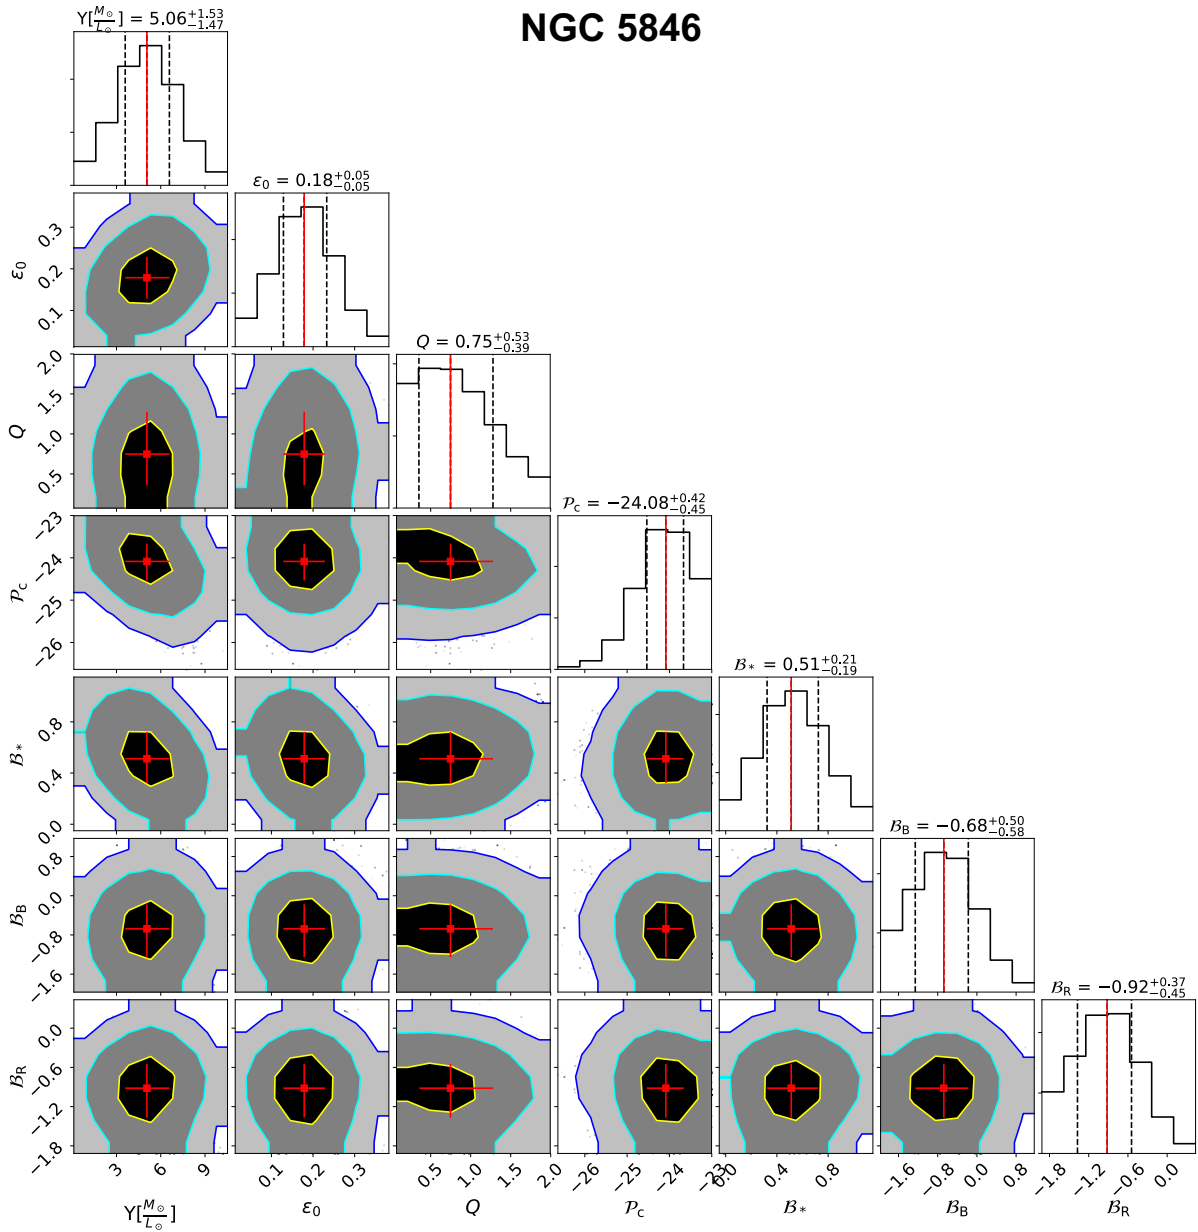 NGC 5846
Y[M⊙/L⊙] = 5.06 +1.53 −1.47
ε0 = 0.18 +0.05 −0.05
0.3
0.2
0.1
ε0
Q = 0.75 +0.53 −0.39
2.0
1.5
1.0
0.5
Q
𝒫c = −24.08 +0.42 −0.45
−23
−24
−25
−26
𝒫c
ℬ* = 0.51 +0.21 −0.19
0.8
0.4
0.0
ℬ*
ℬB = −0.68 +0.50 −0.58
0.8
0.0
−0.8
−1.6
ℬB
ℬR = −0.92 +0.37 −0.45
0.0
−0.6
−1.2
−1.8
ℬR
3 6 9 0.1 0.2 0.3 0.5 1.0 1.5 2.0 −26 −25 −24 −23 0.0 0.4 0.8 −1.6 −0.8 0.0 0.8 −1.8 −1.2 −0.6 0.0
Y[M⊙/L⊙] ε0 Q 𝒫c ℬ* ℬB ℬR